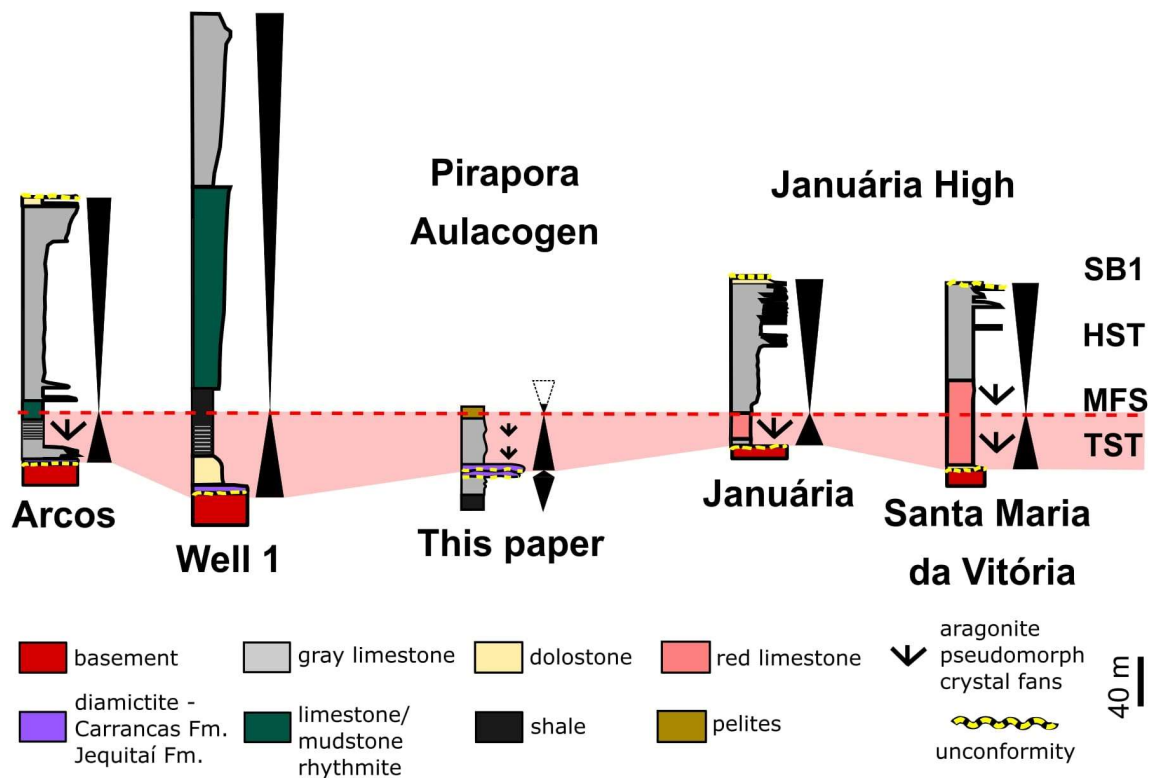 Pirapora
Aulacogen
Januária High
SB1
HST
MFS
TST
Arcos
Well 1
This paper
Januária
Santa Maria
da Vitória
basement
gray limestone
dolostone
red limestone
aragonite
pseudomorph
crystal fans
diamictite -
Carrancas Fm.
Jequitaí Fm.
limestone/
mudstone
rhythmite
shale
pelites
unconformity
40 m